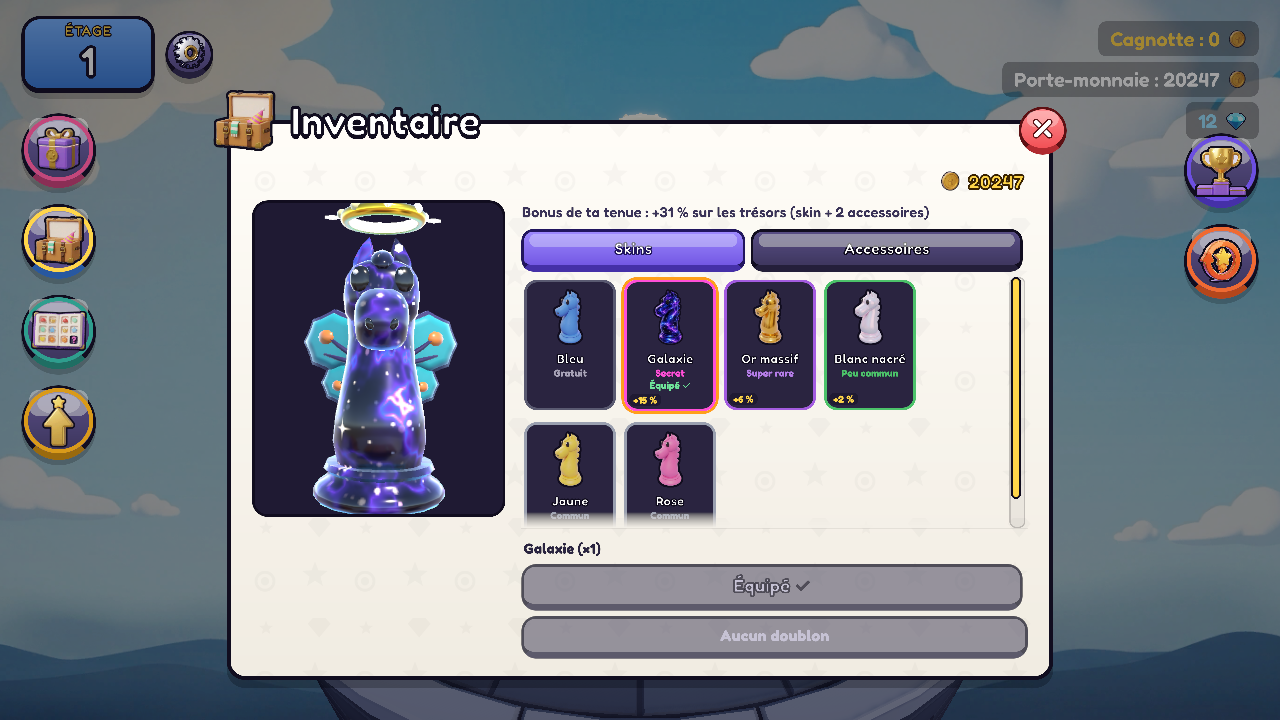 ÉTAGE
1
Cagnotte : 0
Porte-monnaie : 20247
12
Inventaire
20247
Bonus de ta tenue : +31 % sur les trésors (skin + 2 accessoires)
Skins
Accessoires
Bleu
Gratuit
Galaxie
Secret
Équipé ✓
+15 %
Or massif
Super rare
+6 %
Blanc nacré
Peu commun
+2 %
Jaune
Commun
Rose
Commun
Galaxie (x1)
Équipé ✓
Aucun doublon